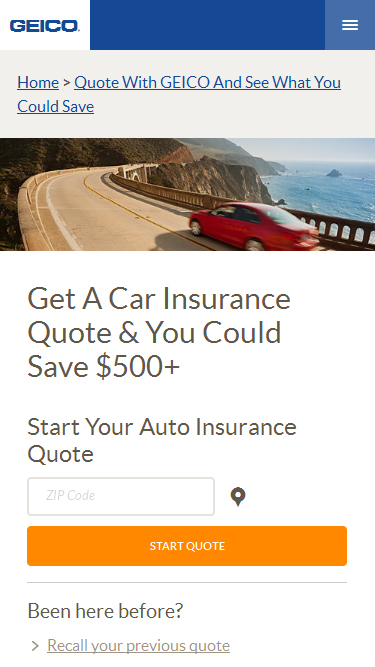 GEICO.
Home > Quote With GEICO And See What You
Could Save
Get A Car Insurance
Quote & You Could
Save $500+
Start Your Auto Insurance
Quote
ZIP Code
START QUOTE
Been here before?
> Recall your previous quote